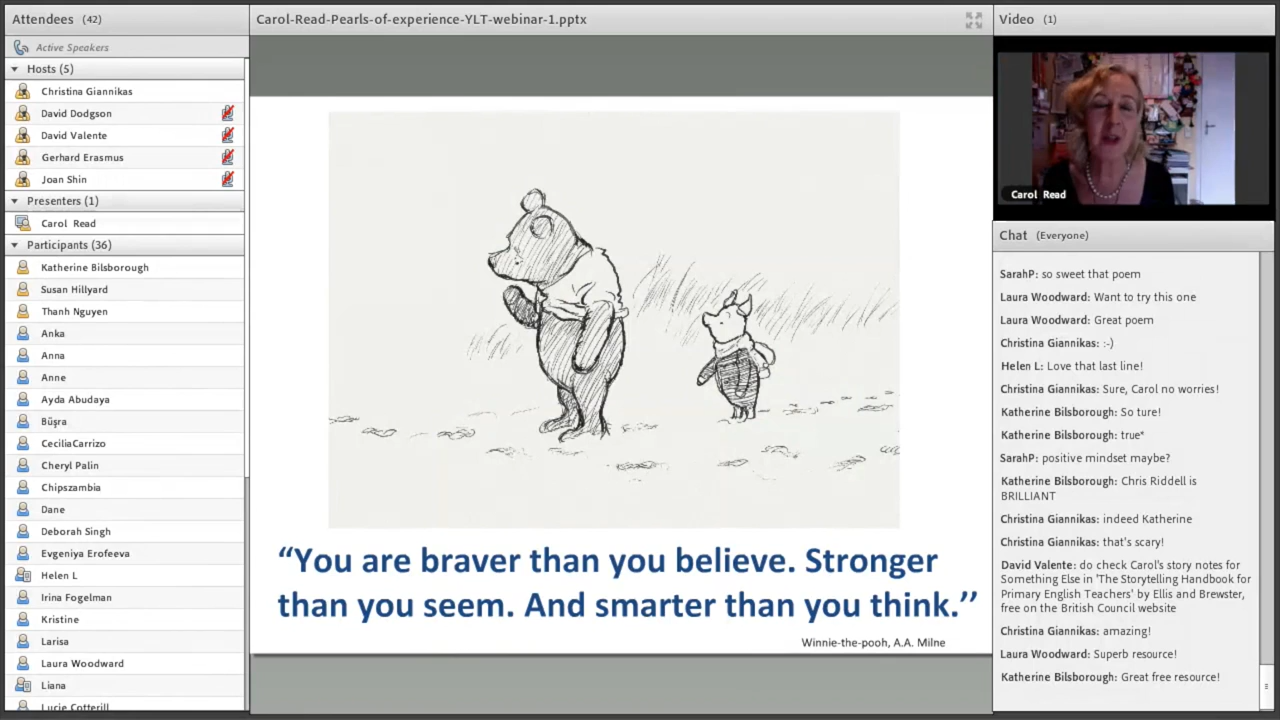 Attendees (42)
Active Speakers
Hosts (5)
Christina Giannikas
David Dodgson
David Valente
Gerhard Erasmus
Joan Shin
Presenters (1)
Carol Read
Participants (36)
Katherine Bilsborough
Susan Hillyard
Thanh Nguyen
Anka
Anna
Anne
Ayda Abudaya
Bűşra
CeciliaCarrizo
Cheryl Palin
Chipszambia
Dane
Deborah Singh
Evgeniya Erofeeva
Helen L
Irina Fogelman
Kristine
Larisa
Laura Woodward
Liana
Lucie Cotterill
Carol-Read-Pearls-of-experience-YLT-webinar-1.pptx
“You are braver than you believe. Stronger
than you seem. And smarter than you think.’’
Winnie-the-pooh, A.A. Milne
Video (1)
Carol Read
Chat (Everyone)
SarahP: so sweet that poem
Laura Woodward: Want to try this one
Laura Woodward: Great poem
Christina Giannikas: :-)
Helen L: Love that last line!
Christina Giannikas: Sure, Carol no worries!
Katherine Bilsborough: So ture!
Katherine Bilsborough: true*
SarahP: positive mindset maybe?
Katherine Bilsborough: Chris Riddell is
BRILLIANT
Christina Giannikas: indeed Katherine
Christina Giannikas: that's scary!
David Valente: do check Carol's story notes for
Something Else in 'The Storytelling Handbook for
Primary English Teachers' by Ellis and Brewster,
free on the British Council website
Christina Giannikas: amazing!
Laura Woodward: Superb resource!
Katherine Bilsborough: Great free resource!